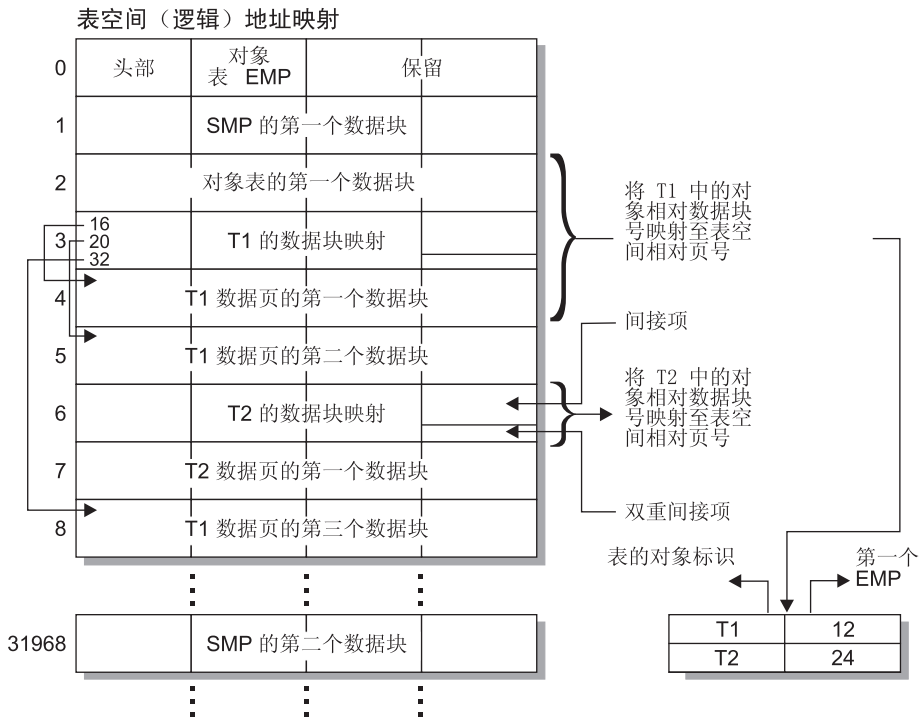 表空间（逻辑）地址映射
0
头部
对象
表 EMP
保留
1
SMP 的第一个数据块
2
对象表的第一个数据块
3
16
20
32
T1 的数据块映射
4
T1 数据页的第一个数据块
5
T1 数据页的第二个数据块
6
T2 的数据块映射
7
T2 数据页的第一个数据块
8
T1 数据页的第三个数据块
31968
SMP 的第二个数据块
将 T1 中的对
象相对数据块
号映射至表空
间相对页号
间接项
将 T2 中的对
象相对数据块
号映射至表空
间相对页号
双重间接项
表的对象标识
第一个
EMP
T1 12
T2 24